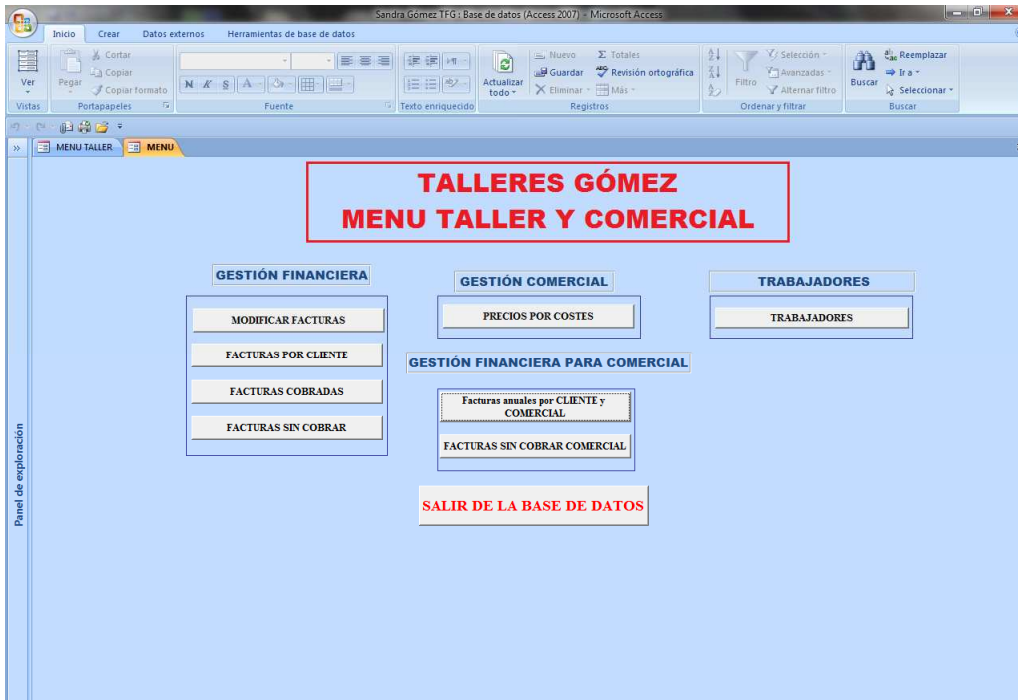 Sandra Gómez TFG : Base de datos (Access 2007) - Microsoft Access
Inicio Crear Datos externos Herramientas de base de datos
Ver
Vistas
Pegar
Cortar
Copiar
Copiar formato
Portapapeles
N K S A
Fuente
Texto enriquecido
Actualizar todo
Nuevo
Guardar
Eliminar
Totales
Revisión ortográfica
Más
Registros
Filtro
Selección
Avanzadas
Alternar filtro
Ordenar y filtrar
Buscar
Reemplazar
Ir a
Seleccionar
Buscar
MENU TALLER MENU
Panel de exploración
TALLERES GÓMEZ
MENU TALLER Y COMERCIAL
GESTIÓN FINANCIERA
MODIFICAR FACTURAS
FACTURAS POR CLIENTE
FACTURAS COBRADAS
FACTURAS SIN COBRAR
GESTIÓN COMERCIAL
PRECIOS POR COSTES
GESTIÓN FINANCIERA PARA COMERCIAL
Facturas anuales por CLIENTE y
COMERCIAL
FACTURAS SIN COBRAR COMERCIAL
TRABAJADORES
TRABAJADORES
SALIR DE LA BASE DE DATOS